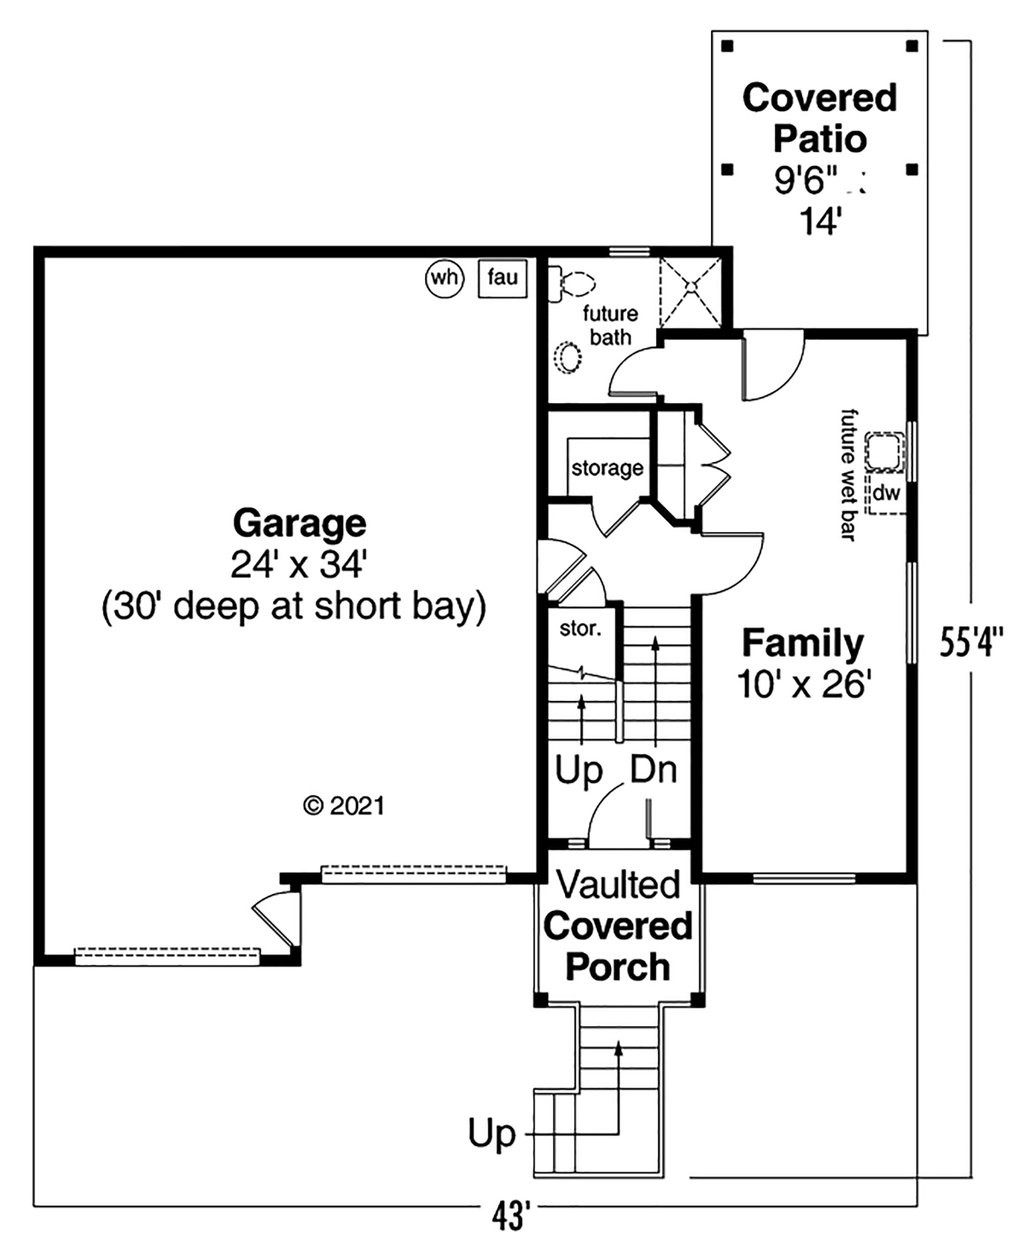 Covered
Patio
9'6"
14'
wh
fau
future
bath
future wet bar
dw
storage
Garage
24' x 34'
(30' deep at short bay)
stor.
Family
10' x 26'
55'4"
Up
Dn
© 2021
Vaulted
Covered
Porch
Up
43'